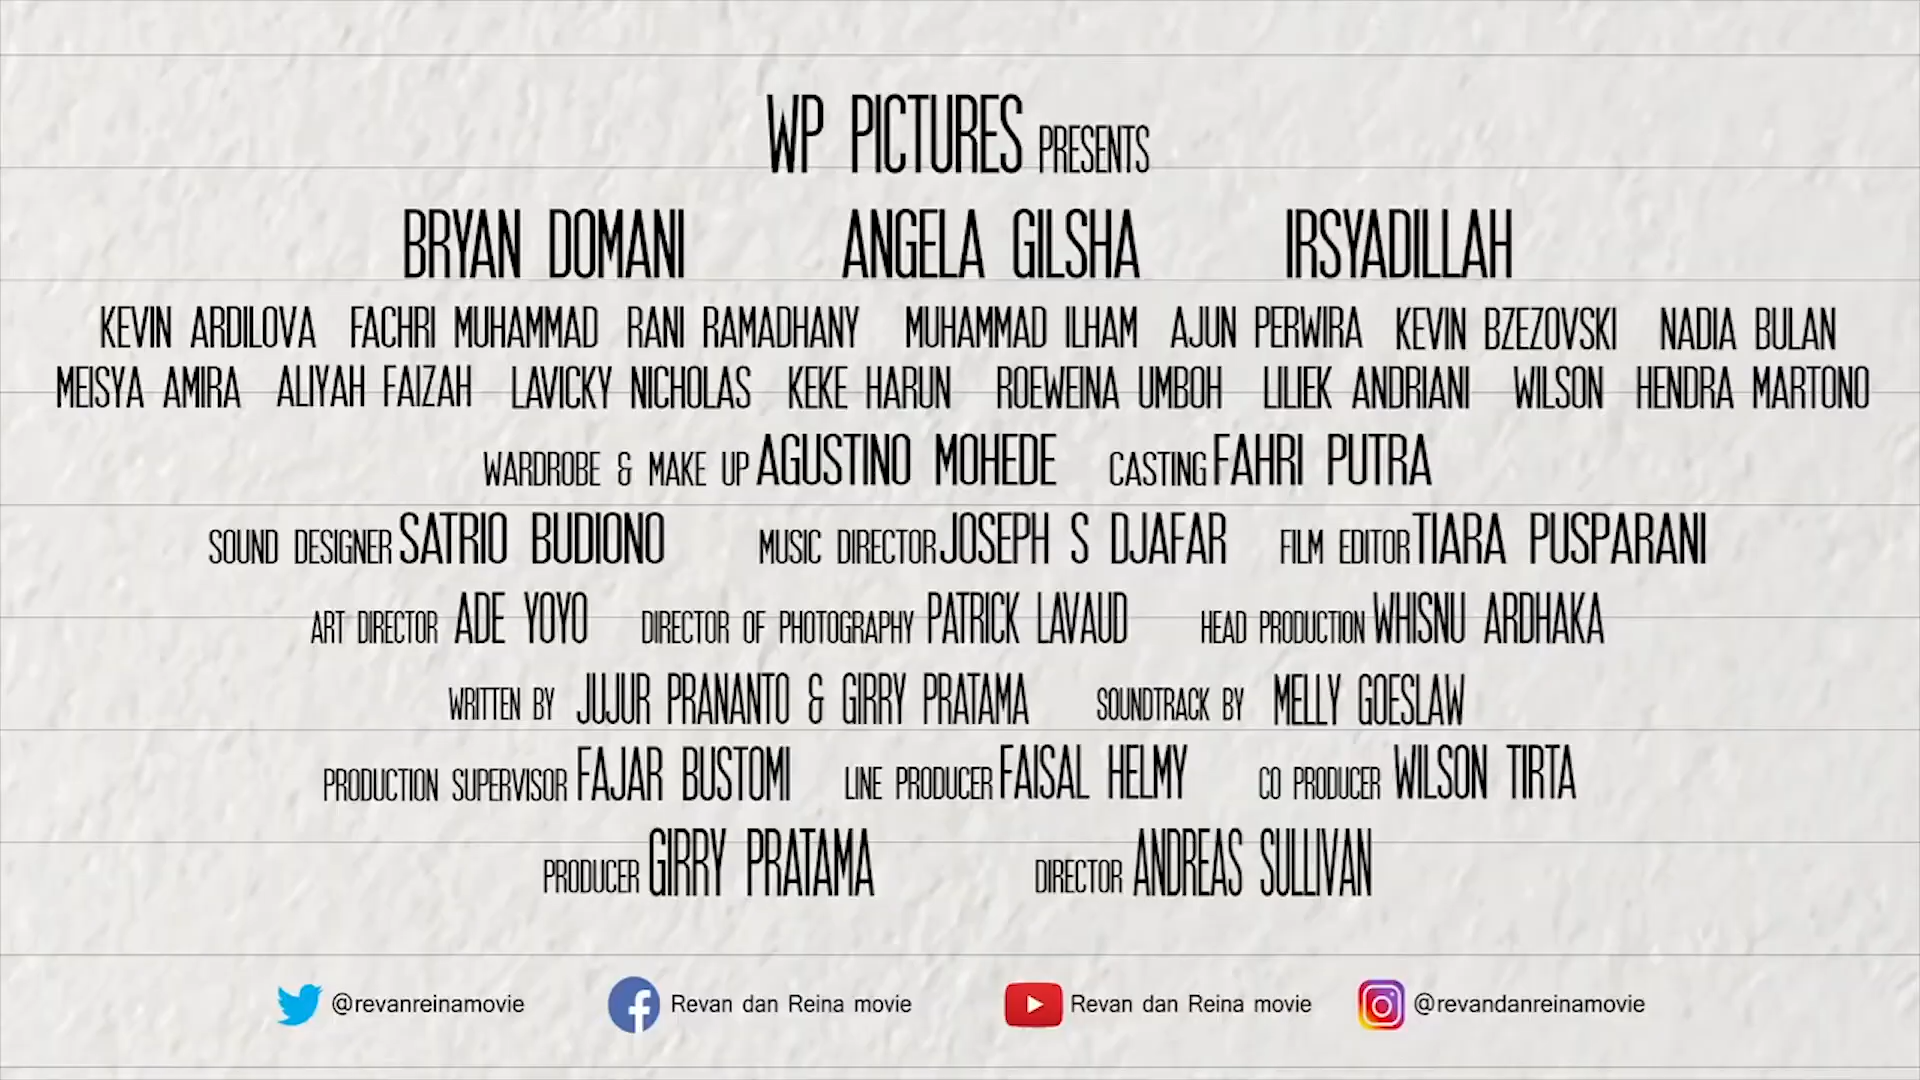 WP PICTURES PRESENTS
BRYAN DOMANI ANGELA GILSHA IRSYADILLAH
KEVIN ARDILOVA FACHRI MUHAMMAD RANI RAMADHANY MUHAMMAD ILHAM AJUN PERWIRA KEVIN BZEZOVSKI NADIA BULAN
MEISYA AMIRA ALIYAH FAIZAH LAVICKY NICHOLAS KEKE HARUN ROEWEINA UMBOH LILIEK ANDRIANI WILSON HENDRA MARTONO
WARDROBE & MAKE UP AGUSTINO MOHEDE CASTING FAHRI PUTRA
SOUND DESIGNER SATRIO BUDIONO MUSIC DIRECTOR JOSEPH S DJAFAR FILM EDITOR TIARA PUSPARANI
ART DIRECTOR ADE YOYO DIRECTOR OF PHOTOGRAPHY PATRICK LAVAUD HEAD PRODUCTION WHISNU ARDHAKA
WRITTEN BY JUJUR PRANANTO & GIRRY PRATAMA SOUNDTRACK BY MELLY GOESLAW
PRODUCTION SUPERVISOR FAJAR BUSTOMI LINE PRODUCER FAISAL HELMY CO PRODUCER WILSON TIRTA
PRODUCER GIRRY PRATAMA DIRECTOR ANDREAS SULLIVAN
@revanreinamovie Revan dan Reina movie Revan dan Reina movie @revandanreinamovie